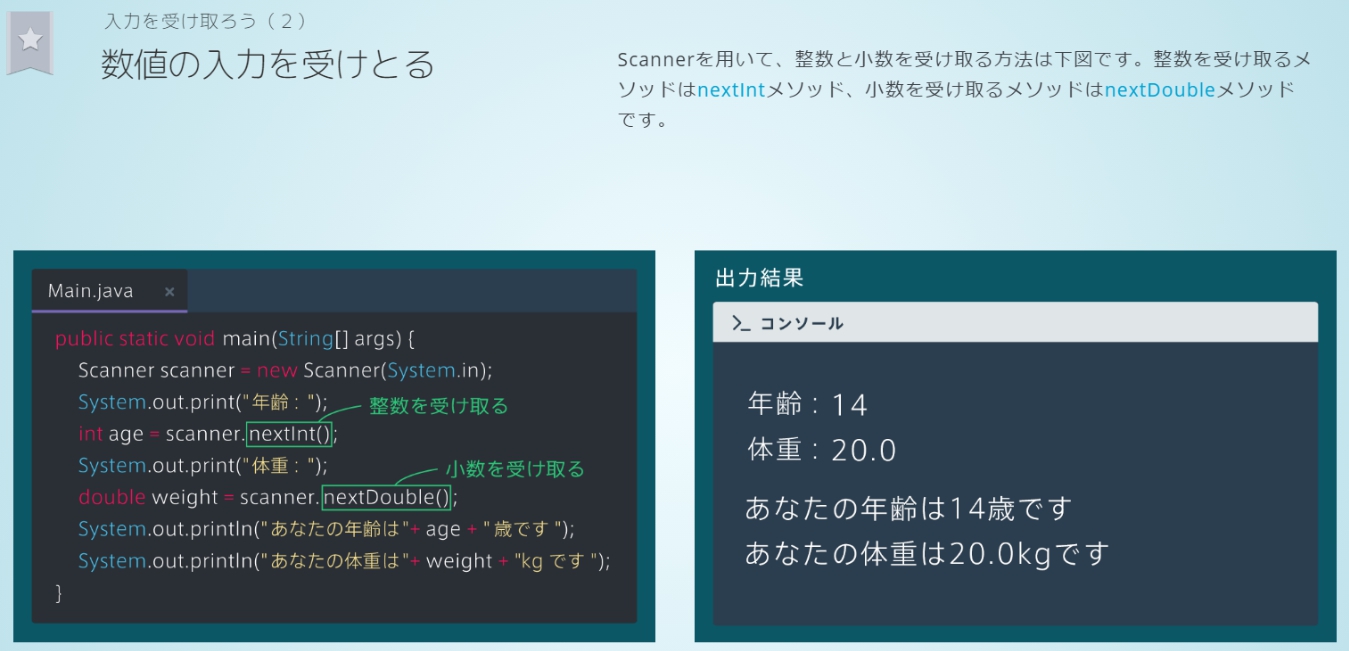 入力を受け取ろう（２）
数値の入力を受けとる
Scannerを用いて、整数と小数を受け取る方法は下図です。整数を受け取るメ
ソッドはnextIntメソッド、小数を受け取るメソッドはnextDoubleメソッド
です。
Main.java ×
public static void main(String[] args) {
Scanner scanner = new Scanner(System.in);
System.out.print("年齢：");
整数を受け取る
int age = scanner.nextInt();
System.out.print("体重：");
小数を受け取る
double weight = scanner.nextDouble();
System.out.println("あなたの年齢は"+ age + "歳です");
System.out.println("あなたの体重は"+ weight + "kg です");
}
出力結果
>_ コンソール
年齢：14
体重：20.0
あなたの年齢は14歳です
あなたの体重は20.0kgです